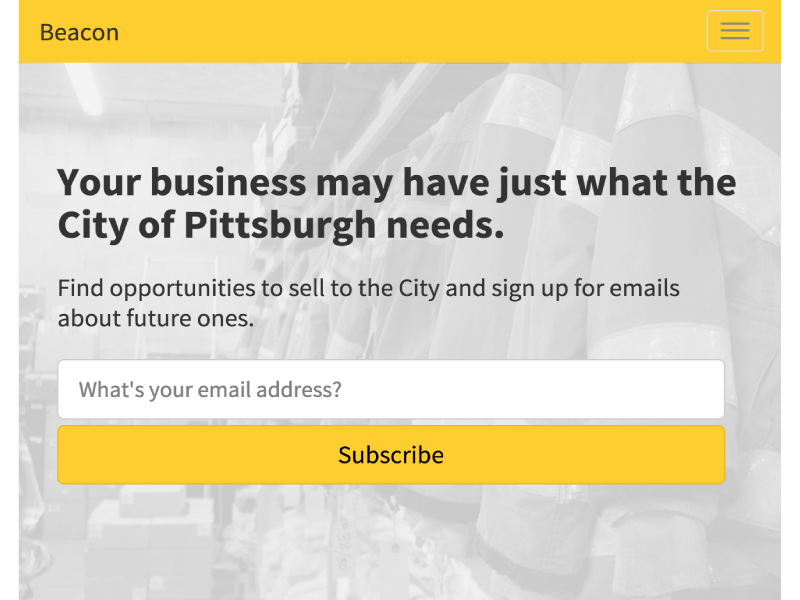 Beacon
Your business may have just what the
City of Pittsburgh needs.
Find opportunities to sell to the City and sign up for emails
about future ones.
What's your email address?
Subscribe